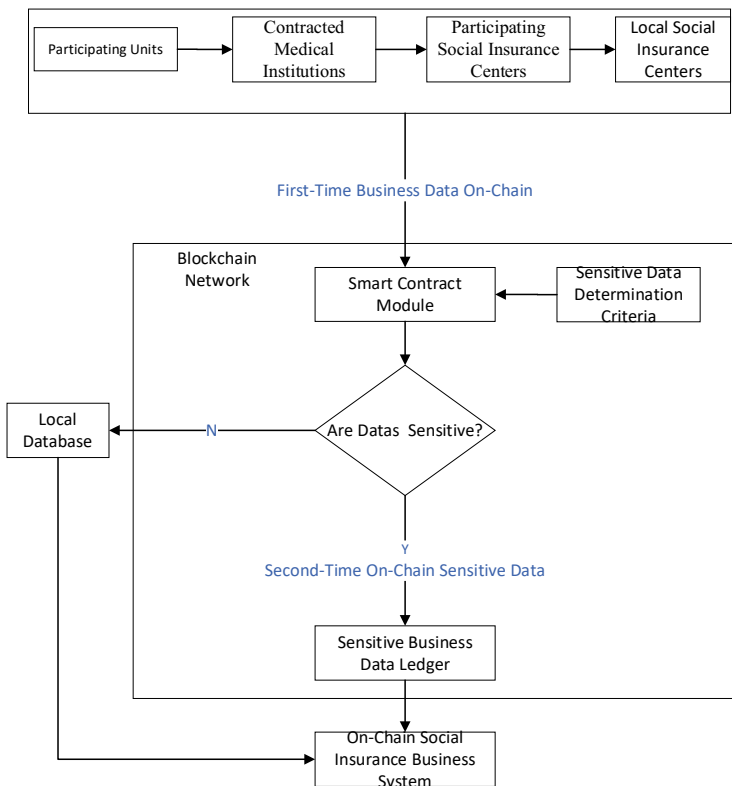 Participating Units
Contracted
Medical
Institutions
Participating
Social Insurance
Centers
Local Social
Insurance
Centers
First-Time Business Data On-Chain
Blockchain
Network
Smart Contract
Module
Sensitive Data
Determination
Criteria
Are Datas  Sensitive?
N
Local
Database
Y
Second-Time On-Chain Sensitive Data
Sensitive Business
Data Ledger
On-Chain Social
Insurance Business
System